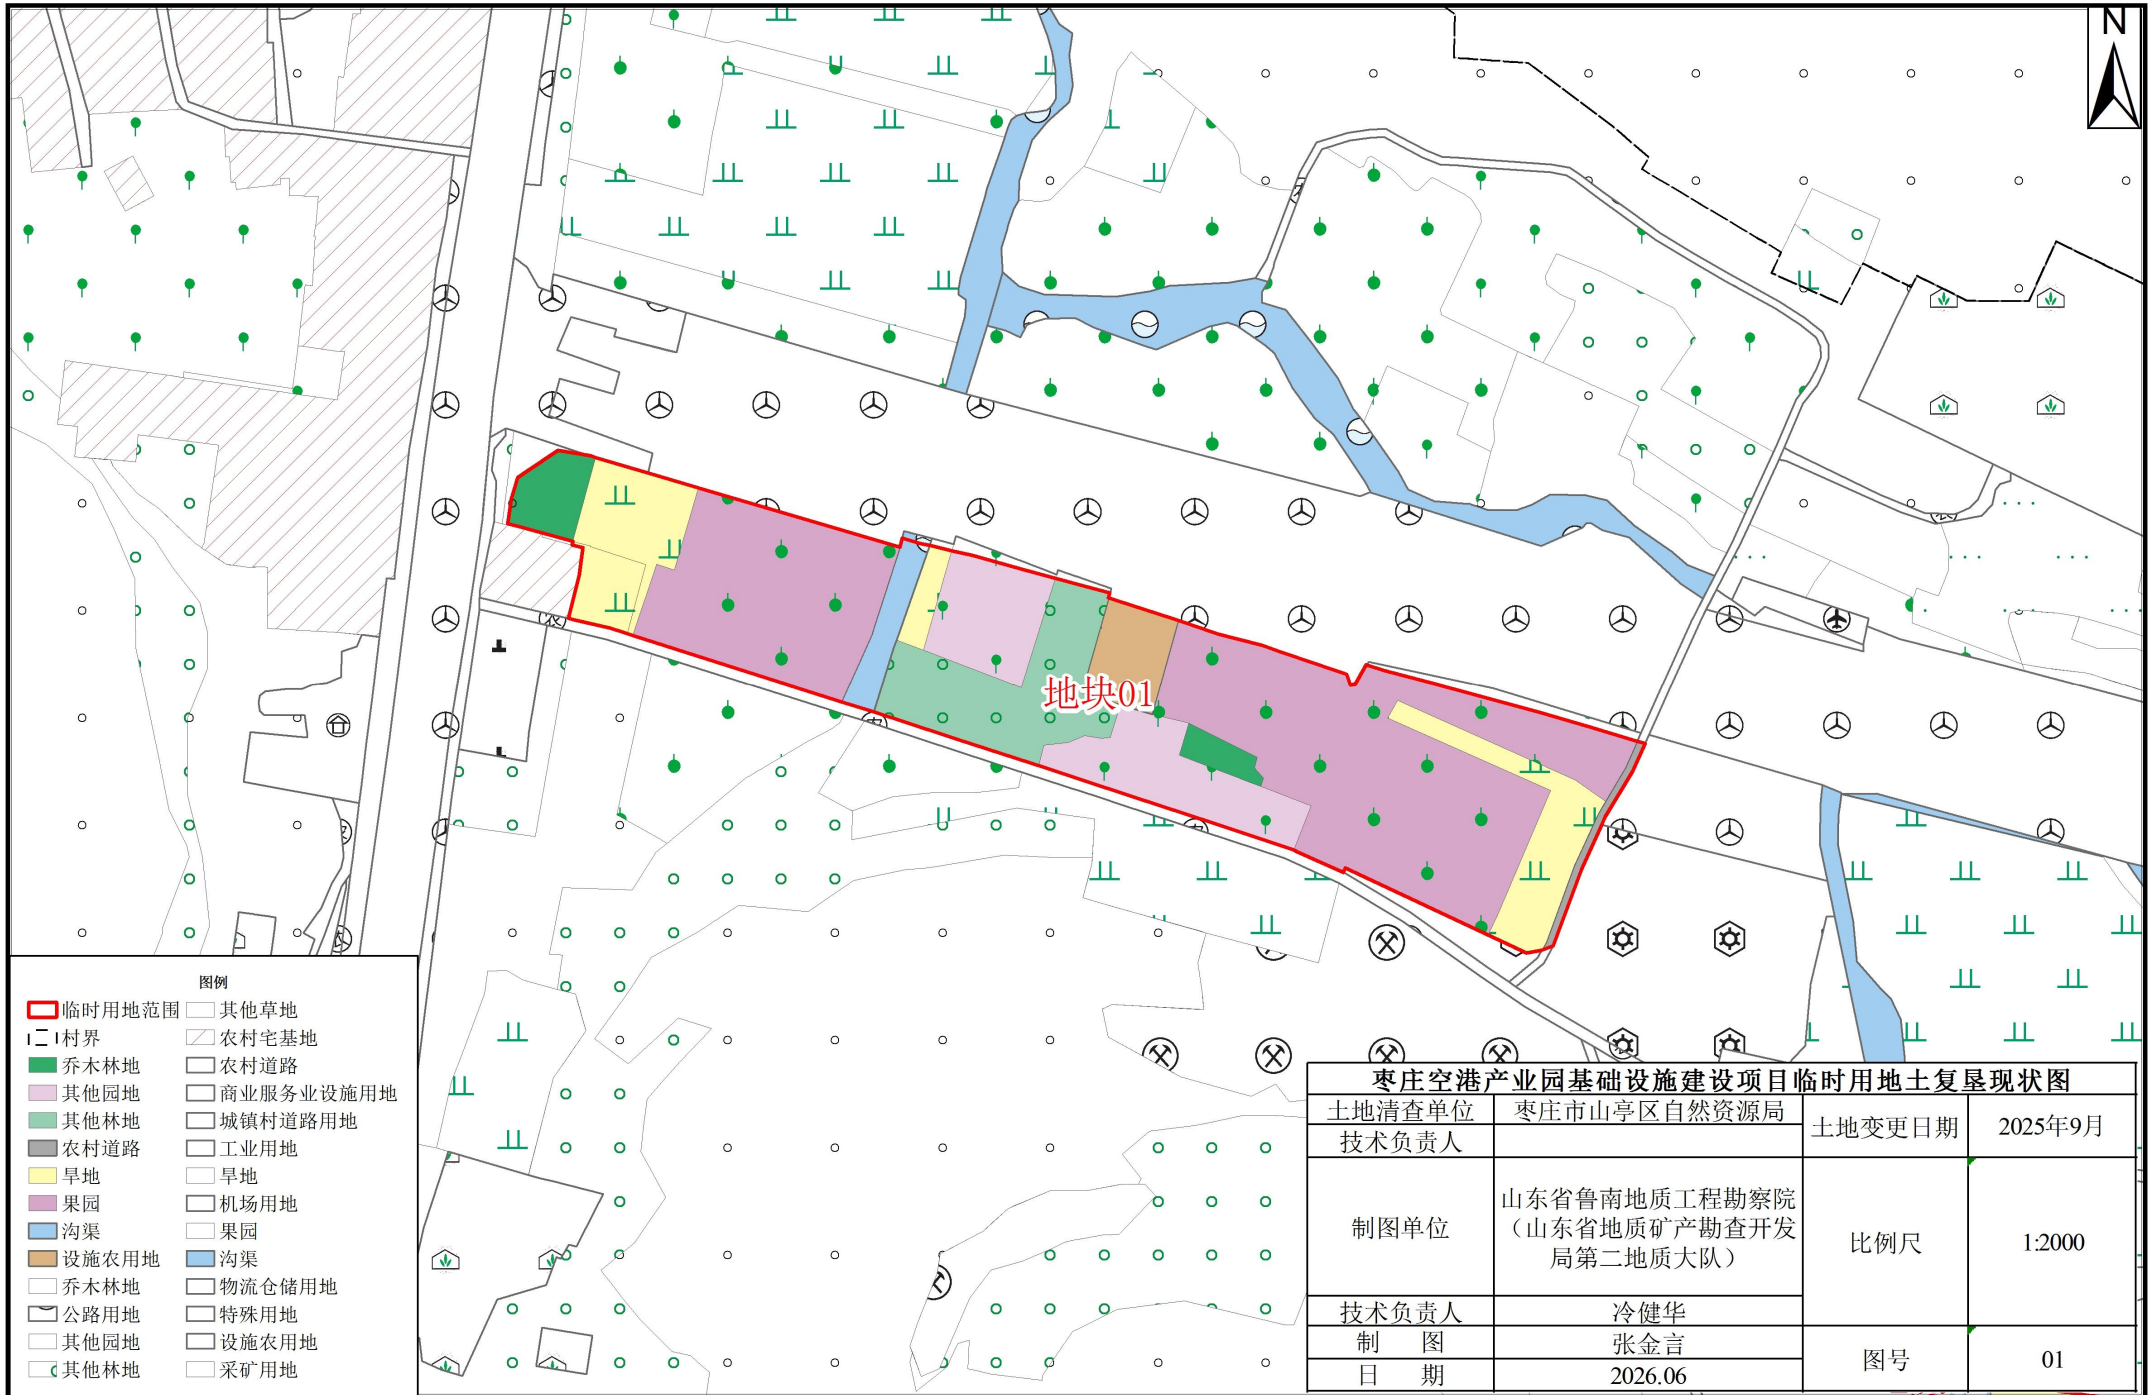 N
地块01
图例
临时用地范围
其他草地
村界
农村宅基地
乔木林地
农村道路
其他园地
商业服务业设施用地
其他林地
城镇村道路用地
农村道路
工业用地
旱地
旱地
果园
机场用地
沟渠
果园
设施农用地
沟渠
乔木林地
物流仓储用地
公路用地
特殊用地
其他园地
设施农用地
其他林地
采矿用地
枣庄空港产业园基础设施建设项目临时用地土复垦现状图
土地清查单位
枣庄市山亭区自然资源局
土地变更日期
2025年9月
技术负责人
制图单位
山东省鲁南地质工程勘察院
（山东省地质矿产勘查开发
局第二地质大队）
比例尺
1:2000
技术负责人
冷健华
制 图
张金言
图号
01
日 期
2026.06